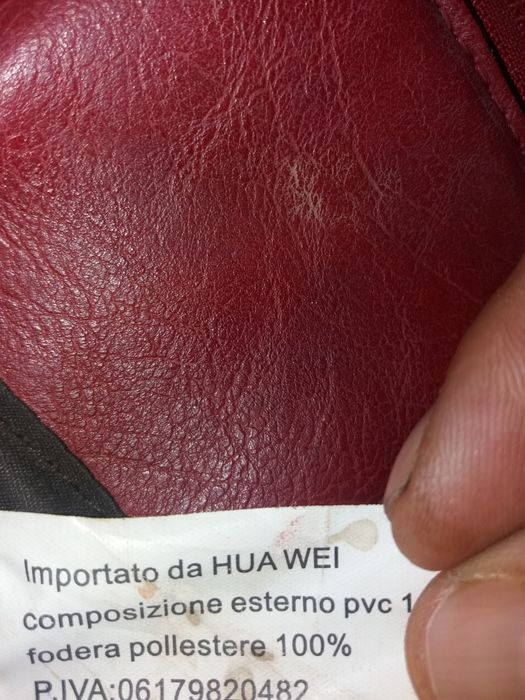 Importato da HUA WEI
composizione esterno pvc 1
fodera pollestere 100%
P.IVA:06179820482